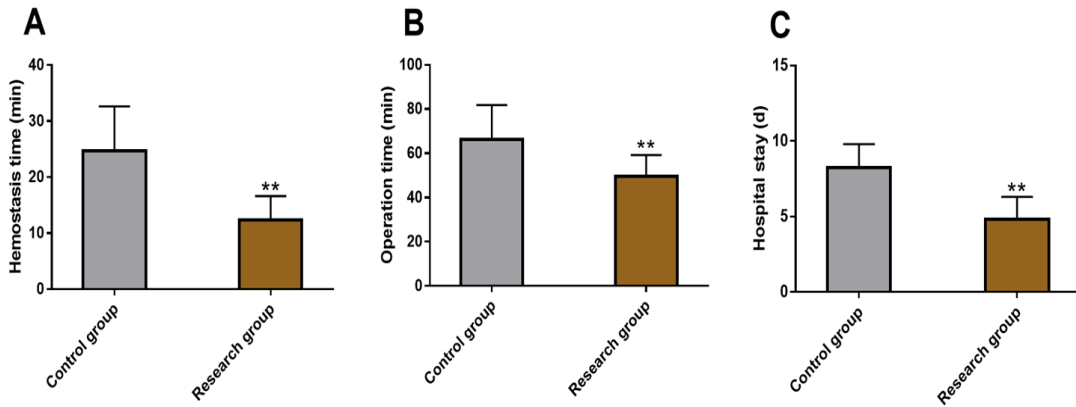 A
Hemostasis time (min)
40
30
20
10
0
**
Control group
Research group
B
Operation time (min)
100
80
60
40
20
0
**
Control group
Research group
C
Hospital stay (d)
15
10
5
0
**
Control group
Research group